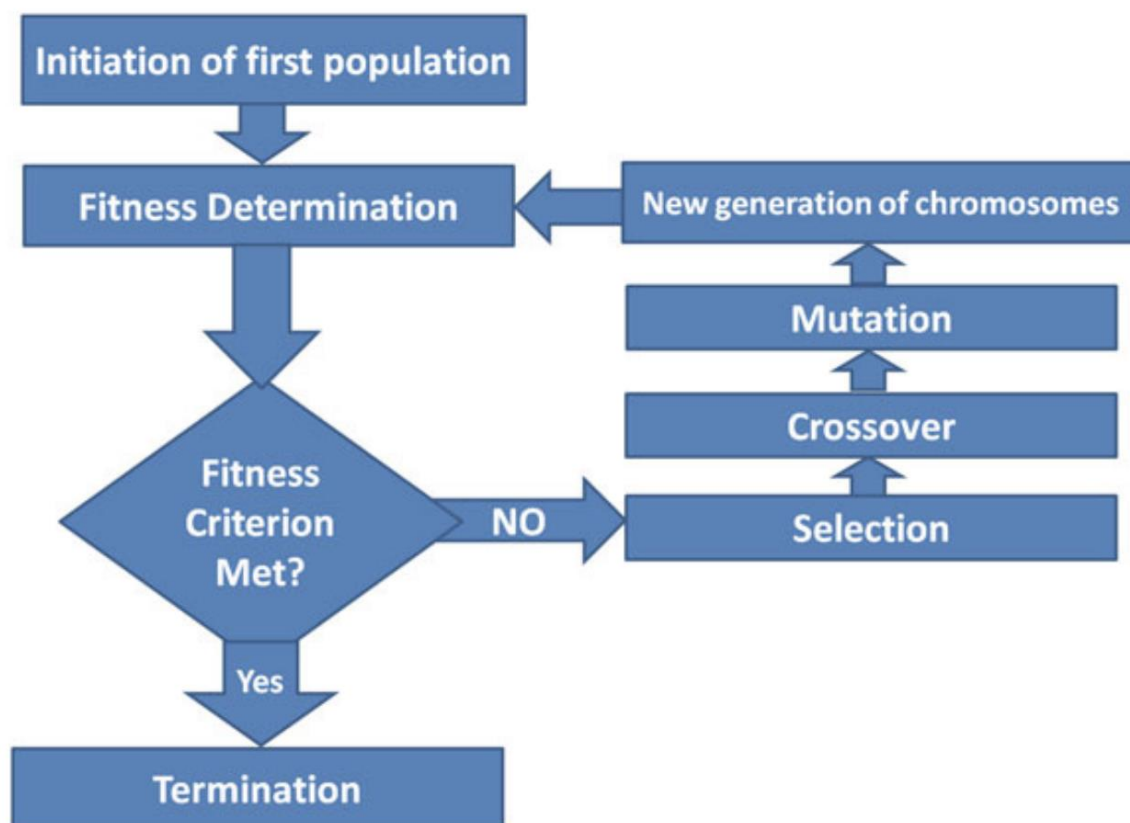 Initiation of first population
Fitness Determination
New generation of chromosomes
Mutation
Crossover
Selection
Fitness
Criterion
Met?
NO
Yes
Termination